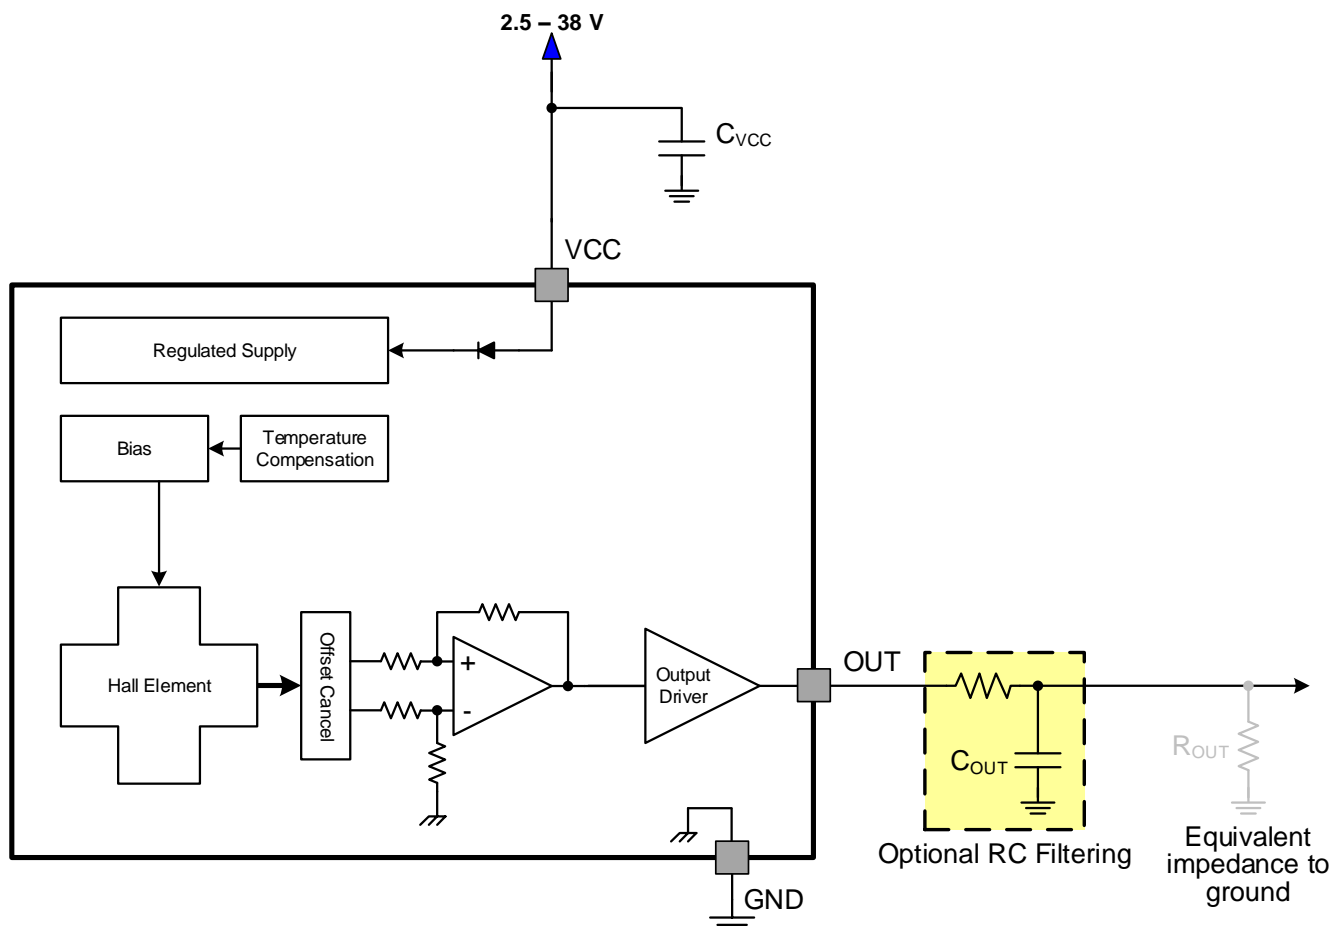 2.5 – 38 V
CVCC
VCC
Regulated Supply
Bias
Temperature
Compensation
Hall Element
Offset Cancel
+
-
Output
Driver
OUT
COUT
ROUT
Optional RC Filtering
Equivalent
impedance to
ground
GND